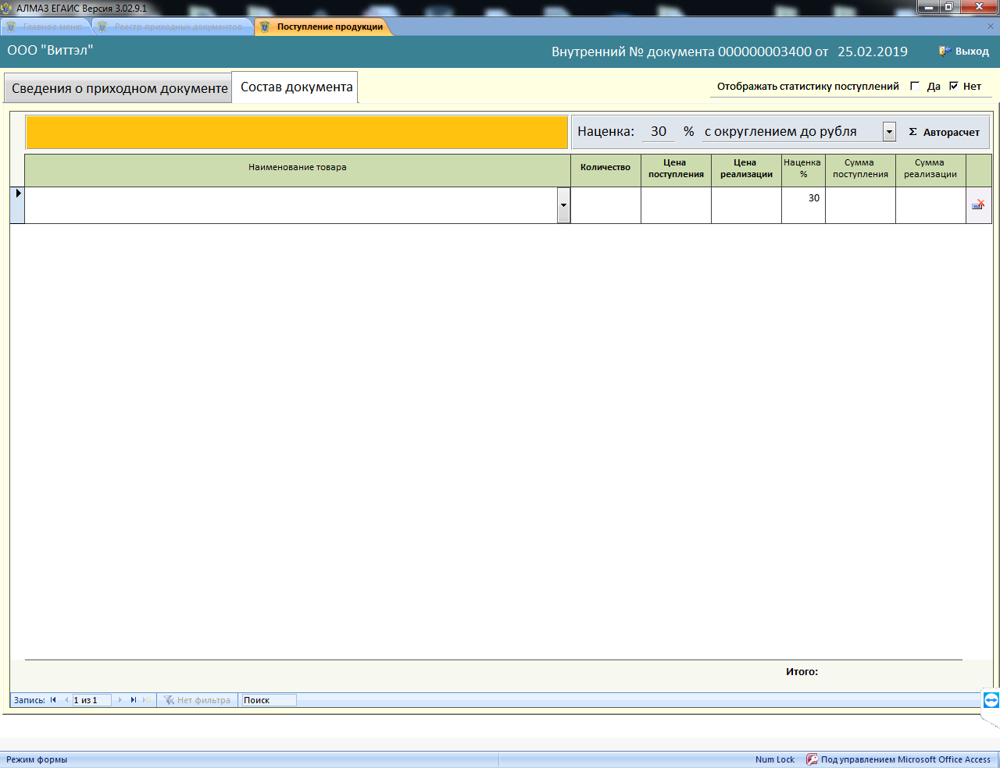 АЛМАЗ ЕГАИС Версия 3.02.9.1
Главное меню
Реестр приходных документов
Поступление продукции
ООО "Виттэл"
Внутренний № документа 000000003400 от 25.02.2019
Выход
Сведения о приходном документе
Состав документа
Отображать статистику поступлений Да Нет
Наценка: 30 % с округлением до рубля
Σ Авторасчет
Наименование товара
Количество
Цена поступления
Цена реализации
Наценка %
Сумма поступления
Сумма реализации
30
Итого:
Запись: 1 из 1 Нет фильтра Поиск
Режим формы
Num Lock
Под управлением Microsoft Office Access